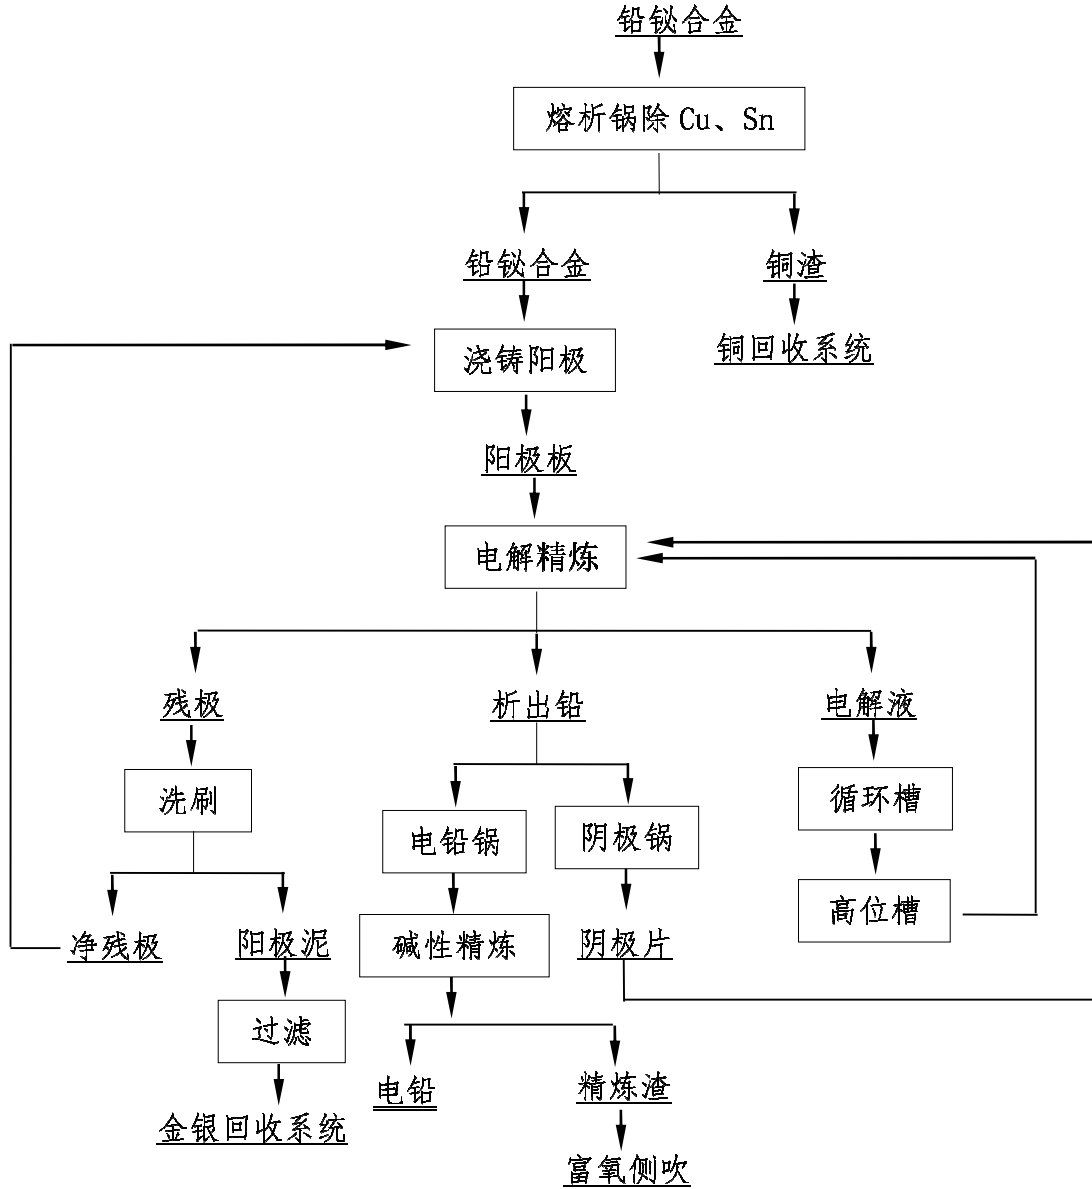 铅铋合金
熔析锅除 Cu、Sn
铅铋合金
铜渣
铜回收系统
浇铸阳极
阳极板
电解精炼
残极
析出铅
电解液
洗刷
电铅锅
阴极锅
循环槽
高位槽
净残极
阳极泥
碱性精炼
阴极片
过滤
电铅
精炼渣
金银回收系统
富氧侧吹